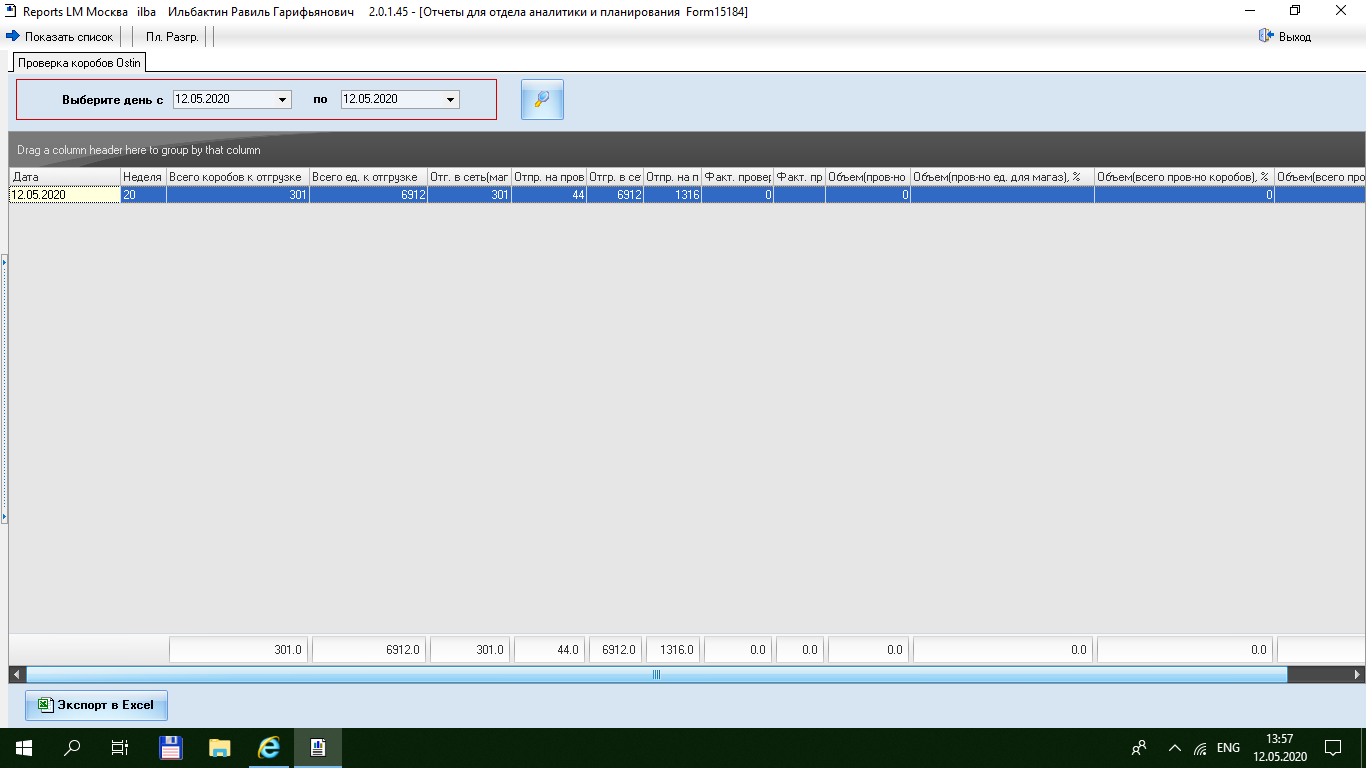 Reports LM Москва ilba Ильбактин Равиль Гарифьянович 2.0.1.45 - [Отчеты для отдела аналитики и планирования Form15184]
Показать список Пл. Разгр. Выход
Проверка коробов Ostin
Выберите день с 12.05.2020 по 12.05.2020
Drag a column header here to group by that column
Дата Неделя Всего коробов к отгрузке Всего ед. к отгрузке Отг. в сеть(маг Отпр. на пров Отгр. в се Отпр. на п Факт. провер Факт. пр Объем(пров-но Объем(пров-но ед. для магаз), % Объем(всего пров-но коробов), % Объем(всего про
12.05.2020 20 301 6912 301 44 6912 1316 0 0 0
301.0 6912.0 301.0 44.0 6912.0 1316.0 0.0 0.0 0.0 0.0 0.0
Экспорт в Excel
ENG 13:57
12.05.2020